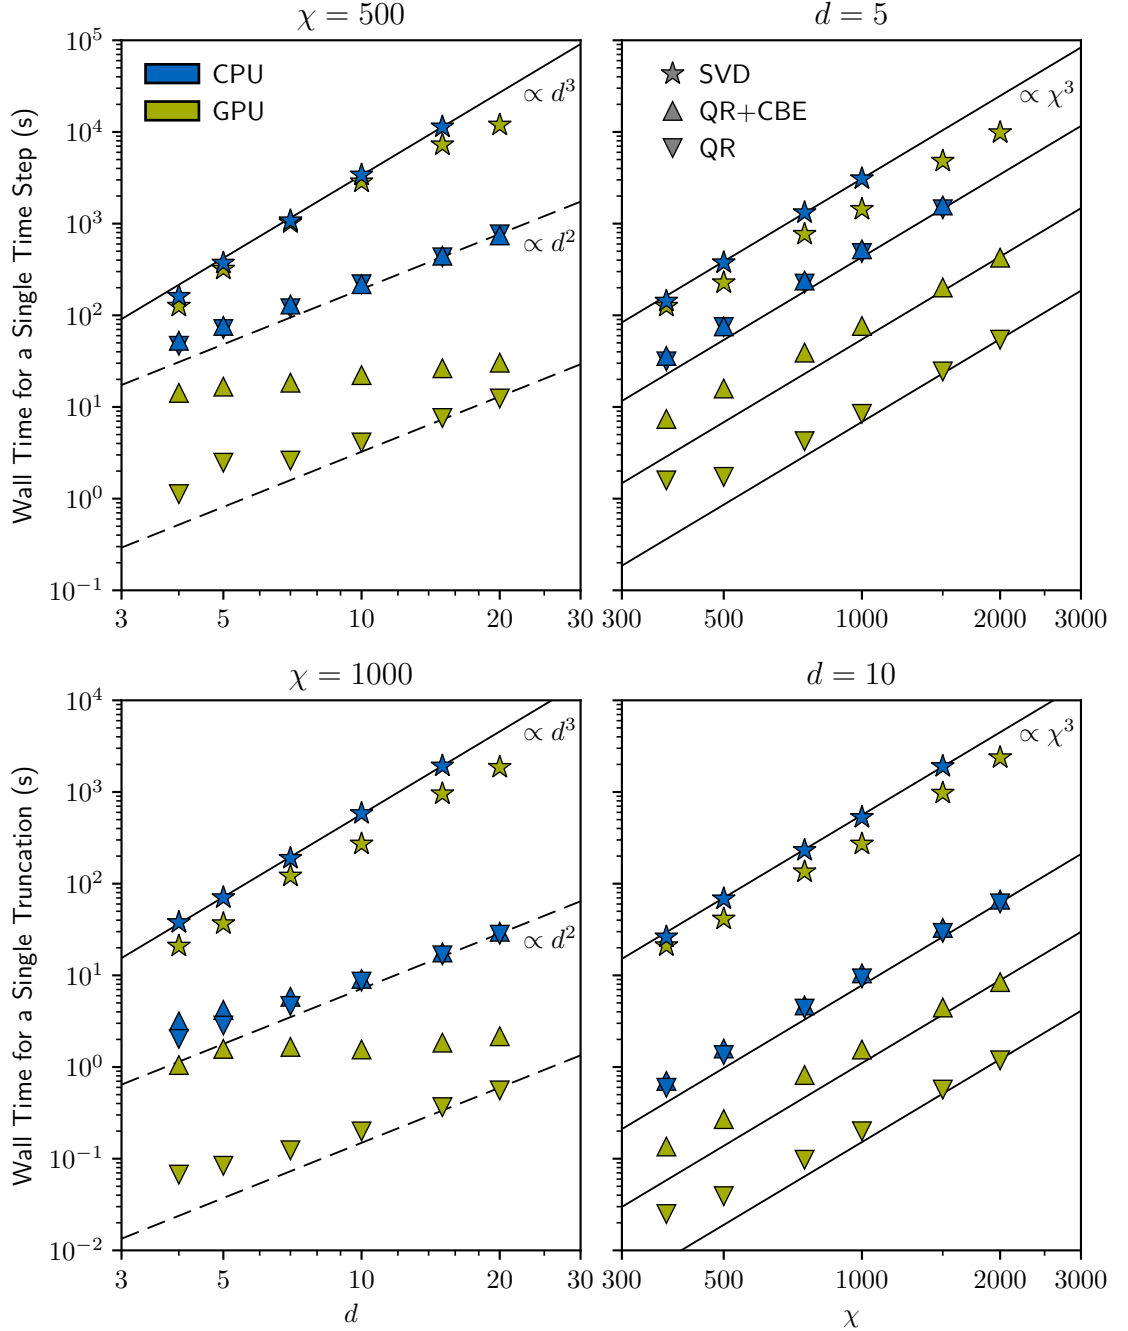 χ = 500
d = 5
Wall Time for a Single Time Step (s)
10⁵
10⁴
10³
10²
10¹
10⁰
10⁻¹
CPU
GPU
∝ d³
∝ d²
3
5
10
20
30
SVD
QR+CBE
QR
∝ χ³
300
500
1000
2000
3000
χ = 1000
d = 10
Wall Time for a Single Truncation (s)
10⁴
10³
10²
10¹
10⁰
10⁻¹
10⁻²
∝ d³
∝ d²
3
5
10
20
30
d
∝ χ³
300
500
1000
2000
3000
χ